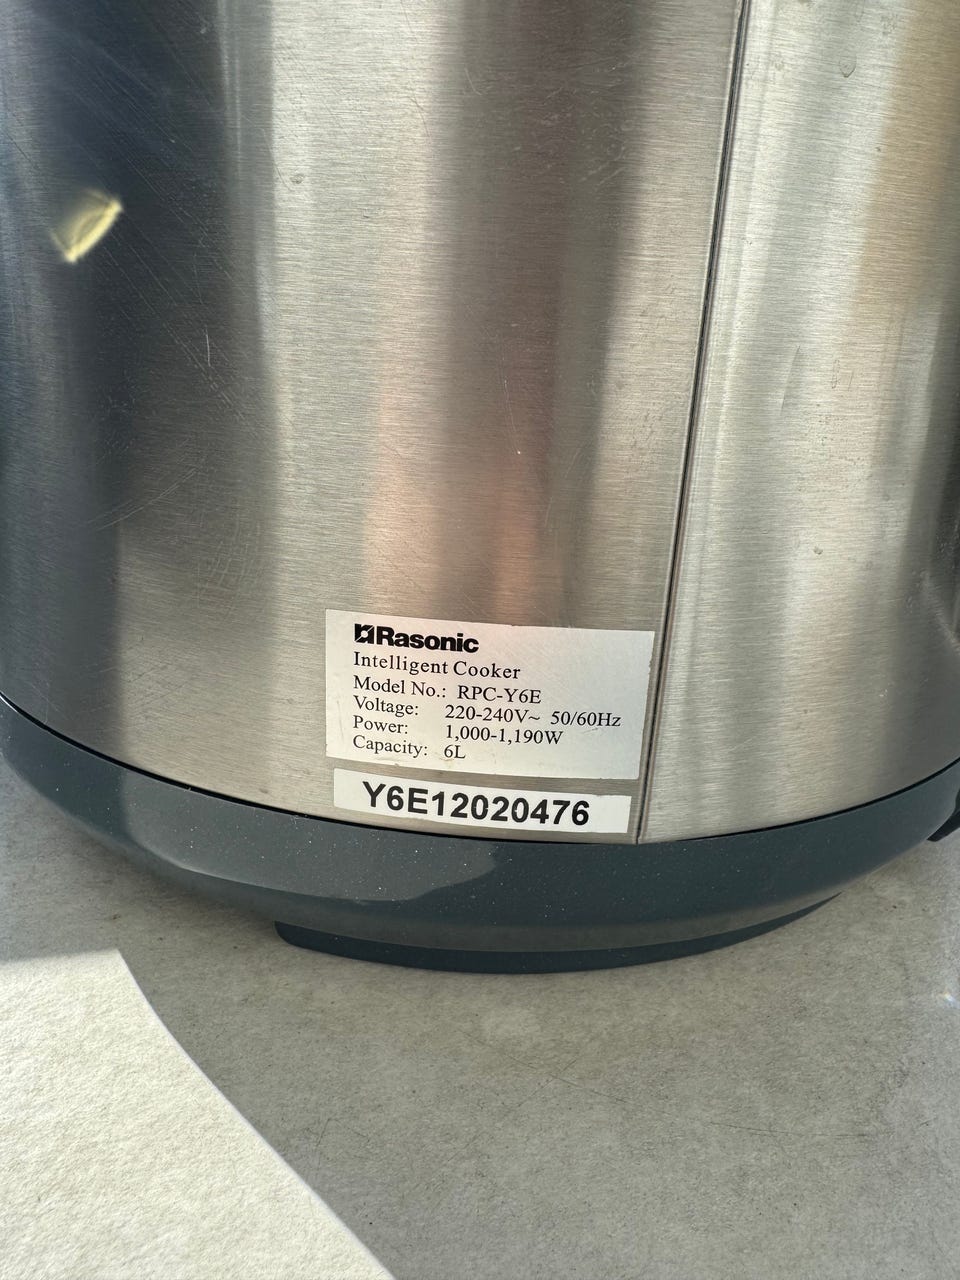 Rasonic
Intelligent Cooker
Model No.: RPC-Y6E
Voltage: 220-240V~ 50/60Hz
Power: 1,000-1,190W
Capacity: 6L
Y6E12020476